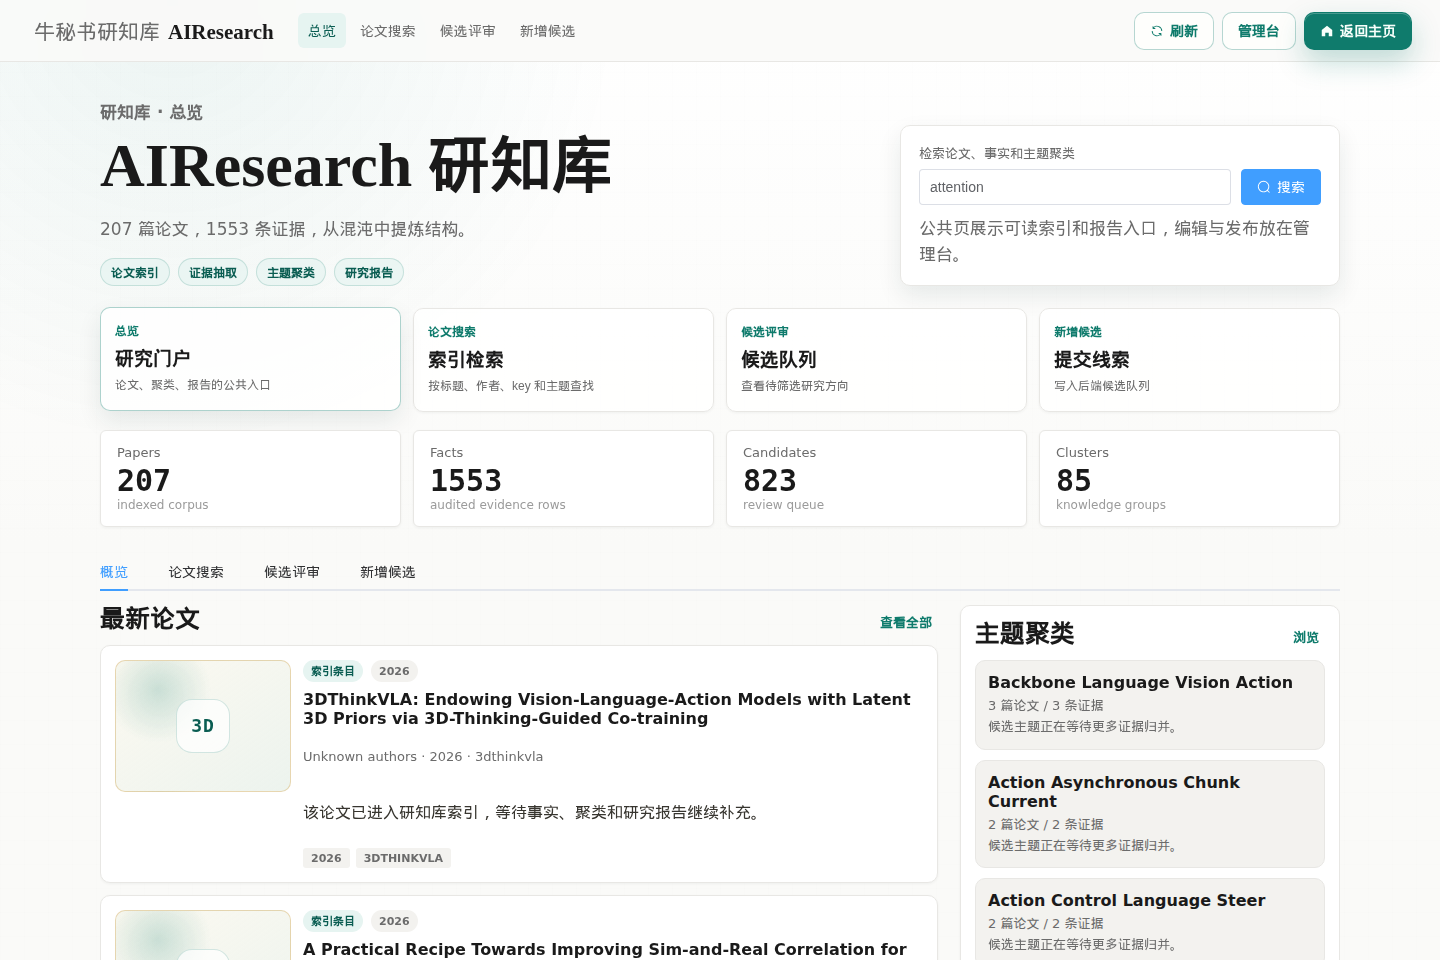 牛秘书研知库 AIResearch
总览 论文搜索 候选评审 新增候选
刷新 管理台 返回主页
研知库 · 总览
AIResearch 研知库
207 篇论文，1553 条证据，从混沌中提炼结构。
论文索引 证据抽取 主题聚类 研究报告
检索论文、事实和主题聚类
attention 搜索
公共页展示可读索引和报告入口，编辑与发布放在管
理台。
总览
研究门户
论文、聚类、报告的公共入口
论文搜索
索引检索
按标题、作者、key 和主题查找
候选评审
候选队列
查看待筛选研究方向
新增候选
提交线索
写入后端候选队列
Papers
207
indexed corpus
Facts
1553
audited evidence rows
Candidates
823
review queue
Clusters
85
knowledge groups
概览 论文搜索 候选评审 新增候选
最新论文 查看全部
3D
索引条目 2026
3DThinkVLA: Endowing Vision-Language-Action Models with Latent
3D Priors via 3D-Thinking-Guided Co-training
Unknown authors · 2026 · 3dthinkvla
该论文已进入研知库索引，等待事实、聚类和研究报告继续补充。
2026 3DTHINKVLA
索引条目 2026
A Practical Recipe Towards Improving Sim-and-Real Correlation for
主题聚类 浏览
Backbone Language Vision Action
3 篇论文 / 3 条证据
候选主题正在等待更多证据归并。
Action Asynchronous Chunk
Current
2 篇论文 / 2 条证据
候选主题正在等待更多证据归并。
Action Control Language Steer
2 篇论文 / 2 条证据
候选主题正在等待更多证据归并。